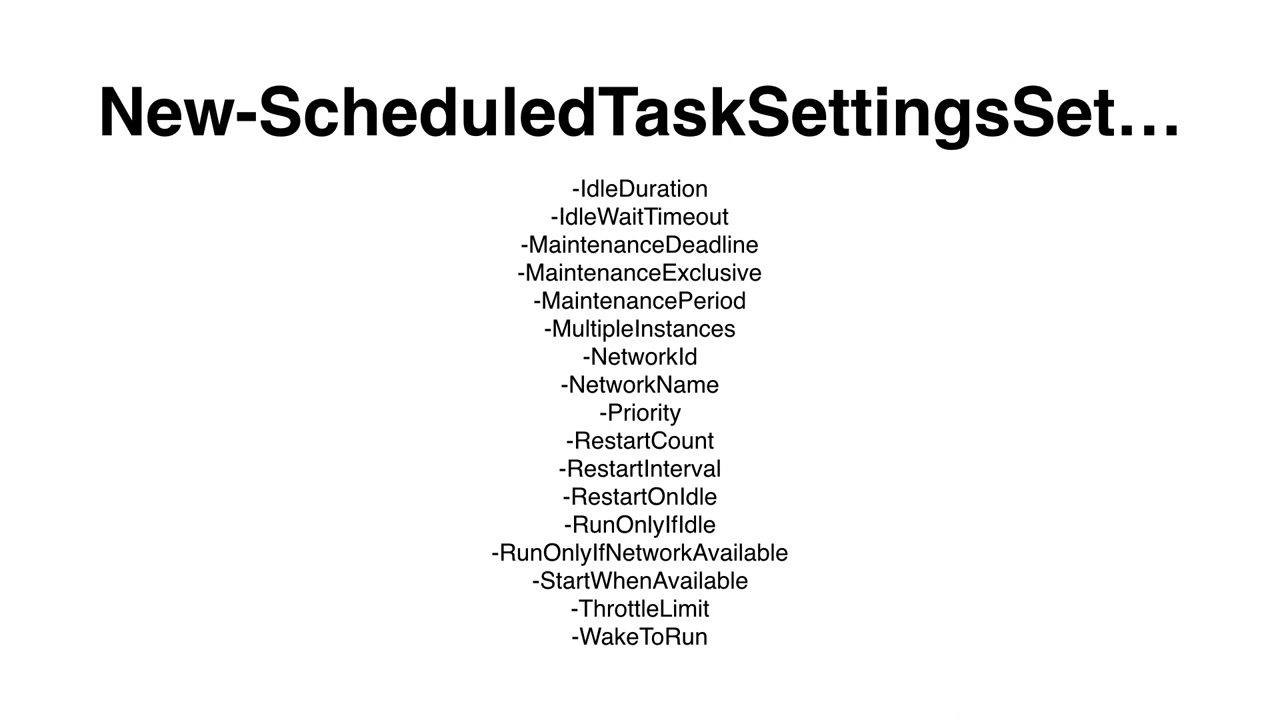 New-ScheduledTaskSettingsSet…
-IdleDuration
-IdleWaitTimeout
-MaintenanceDeadline
-MaintenanceExclusive
-MaintenancePeriod
-MultipleInstances
-NetworkId
-NetworkName
-Priority
-RestartCount
-RestartInterval
-RestartOnIdle
-RunOnlyIfIdle
-RunOnlyIfNetworkAvailable
-StartWhenAvailable
-ThrottleLimit
-WakeToRun